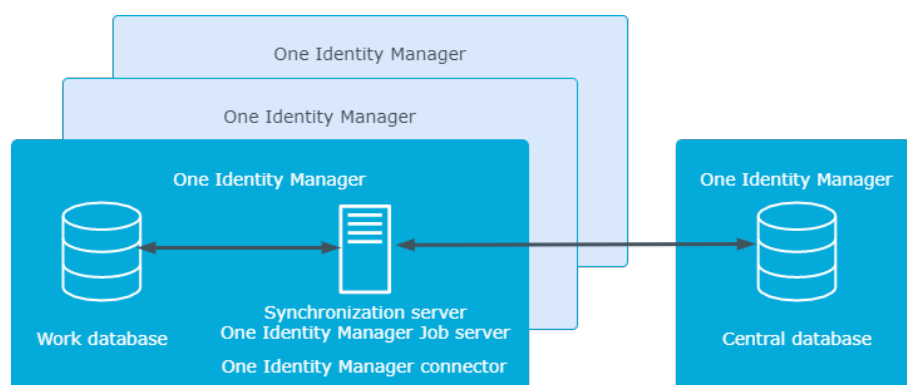 One Identity Manager
One Identity Manager
One Identity Manager
One Identity Manager
Synchronization server
Work database
One Identity Manager Job server
Central database
One Identity Manager connector